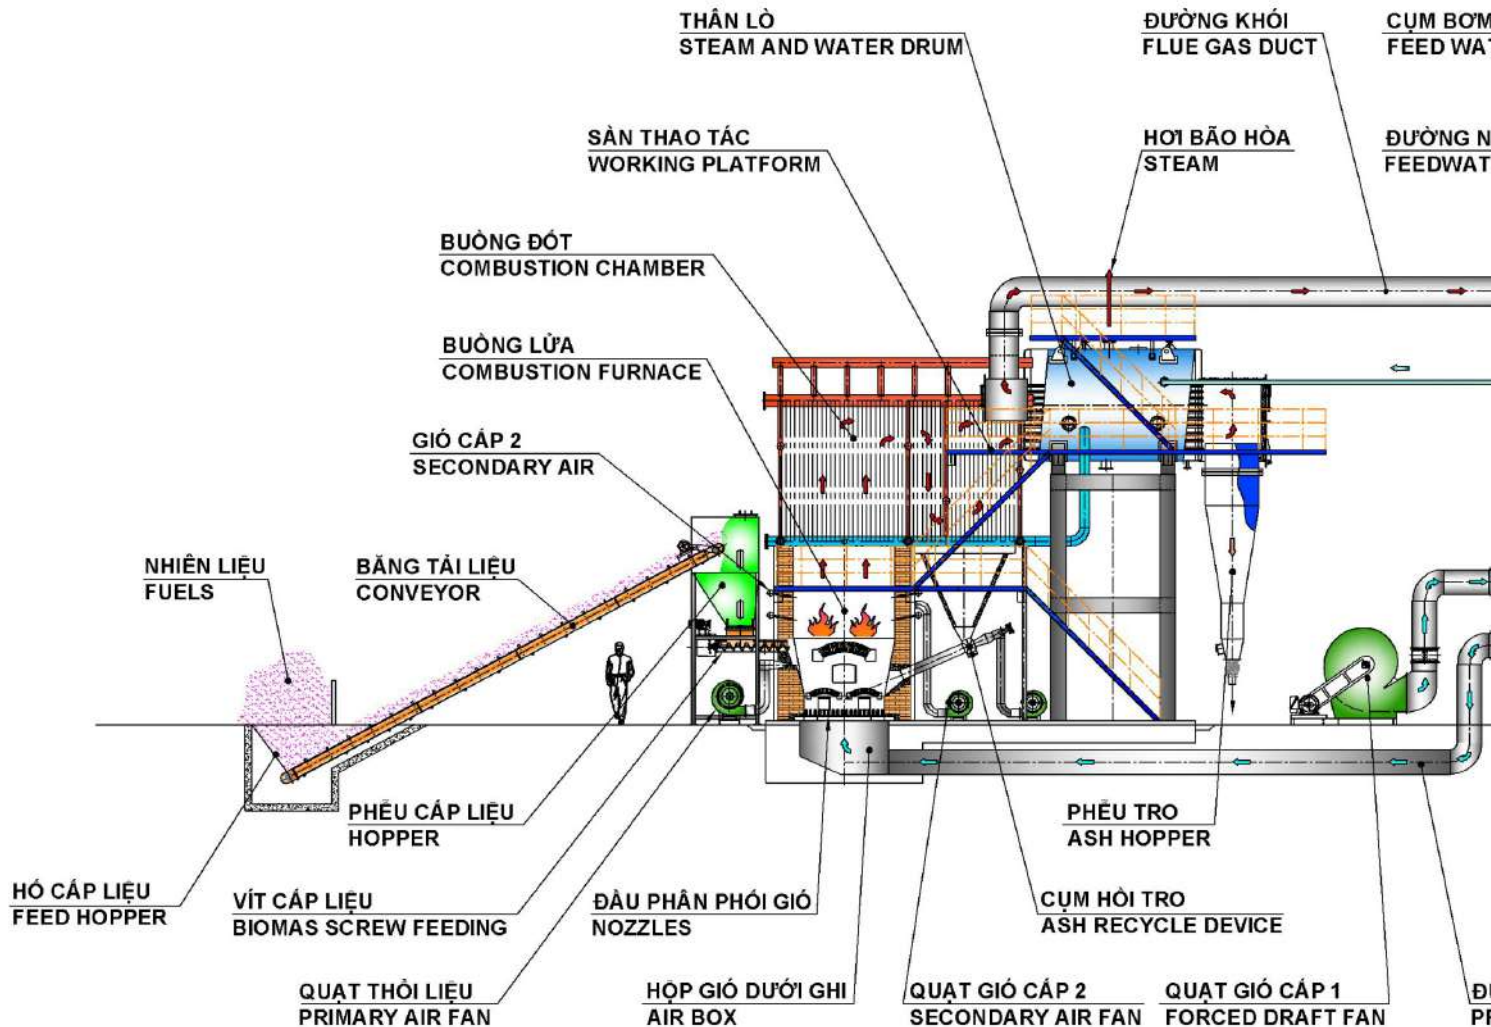 THÂN LÒ
STEAM AND WATER DRUM
ĐƯỜNG KHÓI
FLUE GAS DUCT
CỤM BƠM
FEED
SÀN THAO TÁC
WORKING PLATFORM
HƠI BÃO HÒA
STEAM
ĐƯỜNG
BUỒNG ĐỐT
COMBUSTION CHAMBER
BUỒNG LỬA
COMBUSTION FURNACE
GIÓ CẤP 2
SECONDARY AIR
NHIÊN LIỆU
FUELS
BĂNG TẢI LIỆU
CONVEYOR
PHỄU CẤP LIỆU
HOPPER
PHỄU TRO
ASH HOPPER
HỐ CẤP LIỆU
FEED HOPPER
VÍT CẤP LIỆU
BIOMAS SCREW FEEDING
ĐẦU PHÂN PHỐI GIÓ
NOZZLES
CỤM HỒI TRO
ASH RECYCLE DEVICE
QUẠT THỔI LIỆU
PRIMARY AIR FAN
HỘP GIÓ DƯỚI GHI
AIR BOX
QUẠT GIÓ CẤP 2
SECONDARY AIR FAN
QUẠT GIÓ CẤP 1
FORCED DRAFT FAN